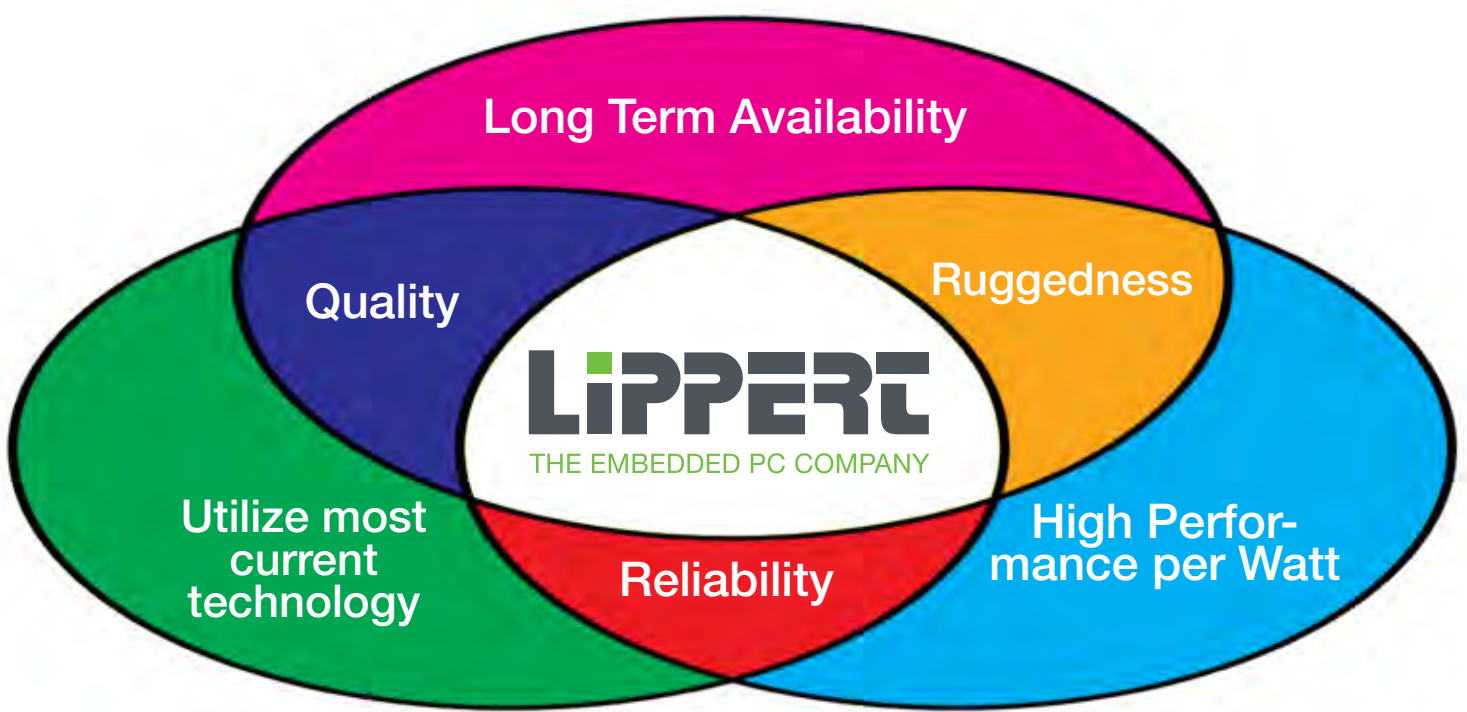 Long Term Availability
Quality
Ruggedness
LiPPERT
THE EMBEDDED PC COMPANY
Utilize most
current
technology
Reliability
High Perfor-
mance per Watt